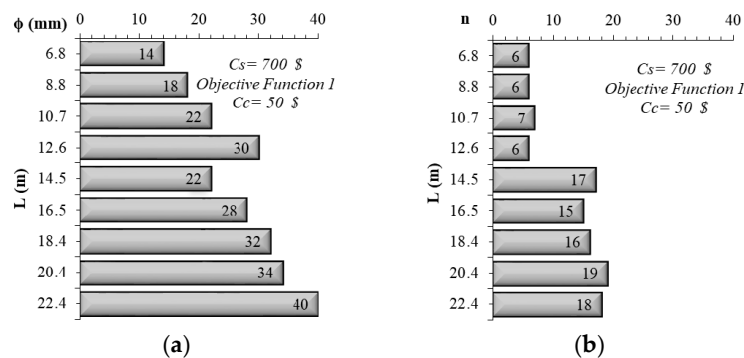 ϕ (mm) 0 10 20 30 40
6.8 14
8.8 18
10.7 22
12.6 30
14.5 22
16.5 28
18.4 32
20.4 34
22.4 40
L (m)
Cs= 700 $
Objective Function 1
Cc= 50 $
(a)
n 0 10 20 30 40
6.8 6
8.8 6
10.7 7
12.6 6
14.5 17
16.5 15
18.4 16
20.4 19
22.4 18
L (m)
Cs= 700 $
Objective Function 1
Cc= 50 $
(b)